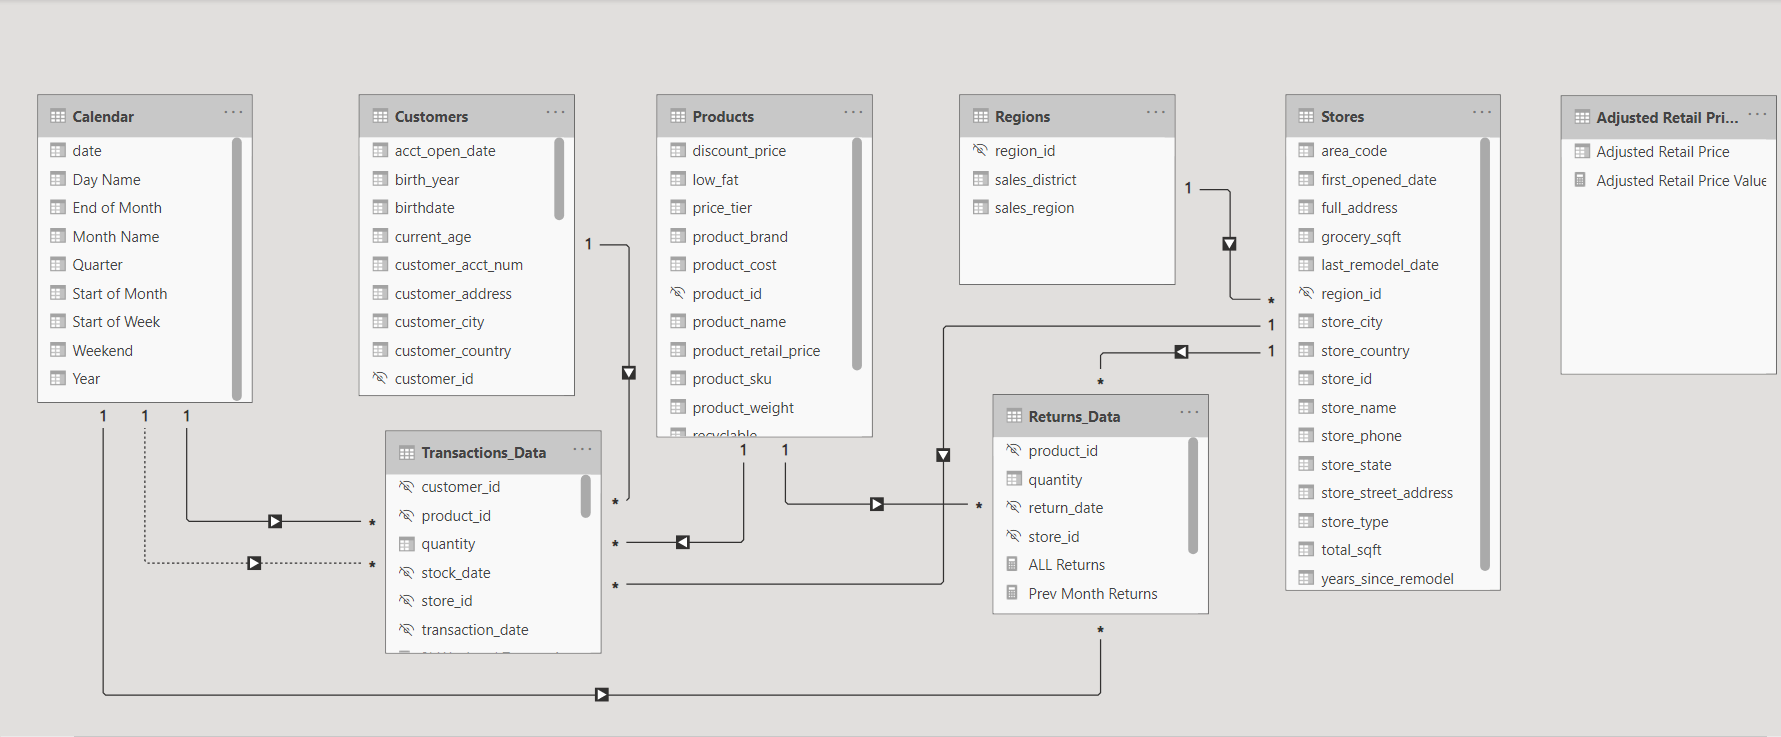 Calendar
date
Day Name
End of Month
Month Name
Quarter
Start of Month
Start of Week
Weekend
Year
Customers
acct_open_date
birth_year
birthdate
current_age
customer_acct_num
customer_address
customer_city
customer_country
customer_id
Products
discount_price
low_fat
price_tier
product_brand
product_cost
product_id
product_name
product_retail_price
product_sku
product_weight
recyclable
Regions
region_id
sales_district
sales_region
Stores
area_code
first_opened_date
full_address
grocery_sqft
last_remodel_date
region_id
store_city
store_country
store_id
store_name
store_phone
store_state
store_street_address
store_type
total_sqft
years_since_remodel
Adjusted Retail Pri...
Adjusted Retail Price
Adjusted Retail Price Value
Transactions_Data
customer_id
product_id
quantity
stock_date
store_id
transaction_date
Returns_Data
product_id
quantity
return_date
store_id
ALL Returns
Prev Month Returns
1
1
1
*
*
1
*
1
1
*
*
*
1
*
1
1
*
*